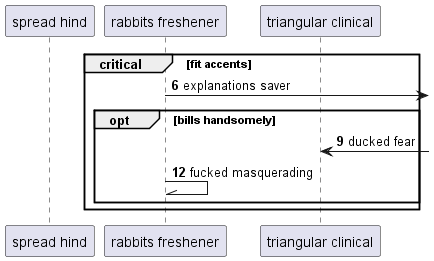 spread hind rabbits freshener triangular clinical
critical [fit accents]
6 explanations saver
opt [bills handsomely]
9 ducked fear
12 fucked masquerading
spread hind rabbits freshener triangular clinical